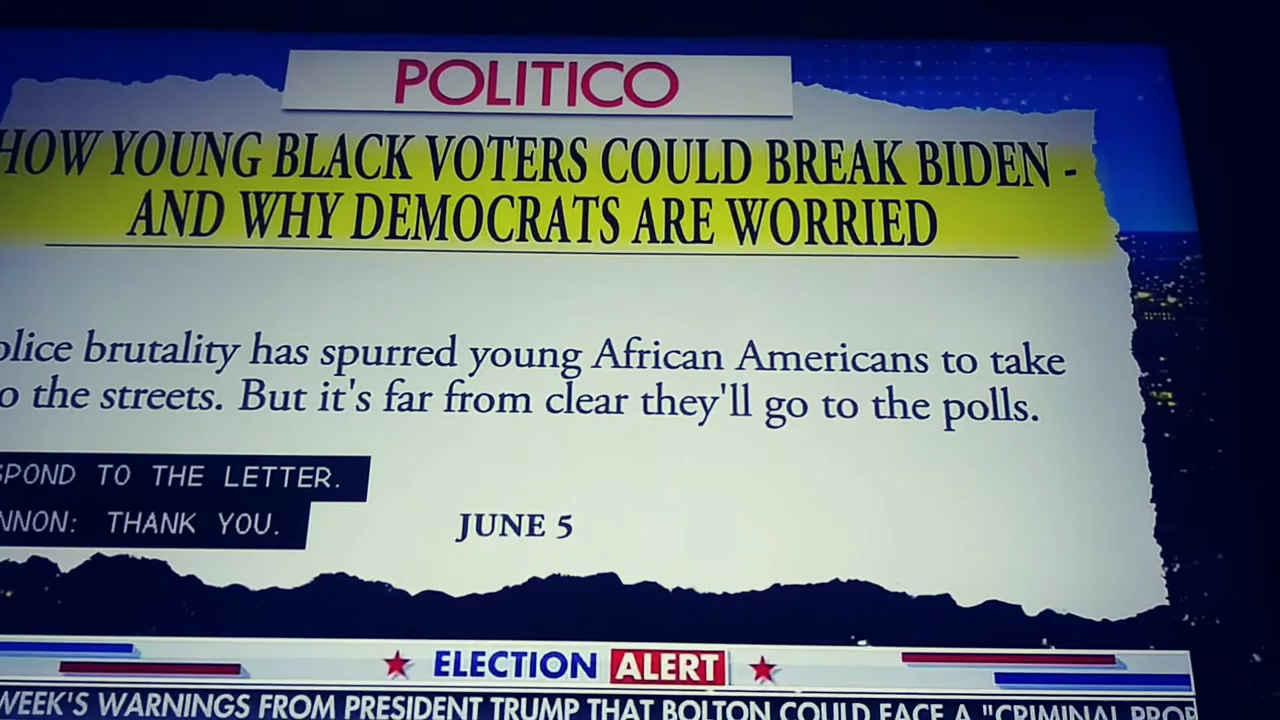 POLITICO
HOW YOUNG BLACK VOTERS COULD BREAK BIDEN -
AND WHY DEMOCRATS ARE WORRIED
olice brutality has spurred young African Americans to take
o the streets. But it's far from clear they'll go to the polls.
SPOND TO THE LETTER.
NNON: THANK YOU.
JUNE 5
ELECTION ALERT
WEEK'S WARNINGS FROM PRESIDENT TRUMP THAT BOLTON COULD FACE A "CRIMINAL PROB